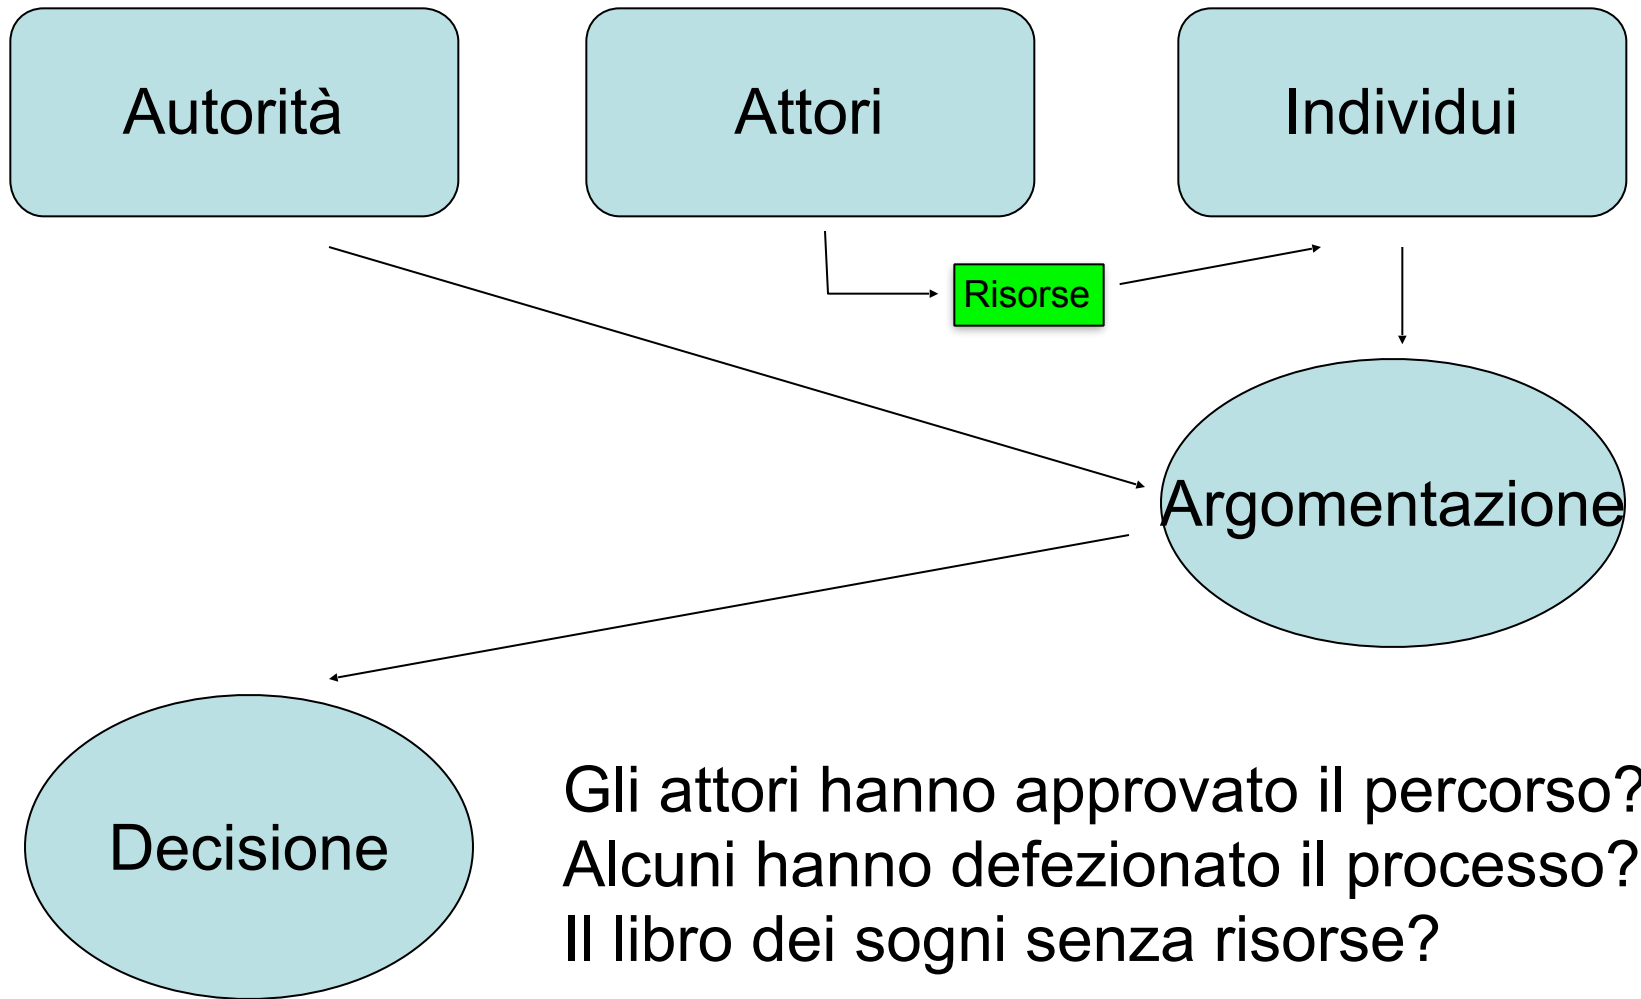 Autorità
Attori
Individui
Risorse
Argomentazione
Decisione
Gli attori hanno approvato il percorso?
Alcuni hanno defezionato il processo?
Il libro dei sogni senza risorse?